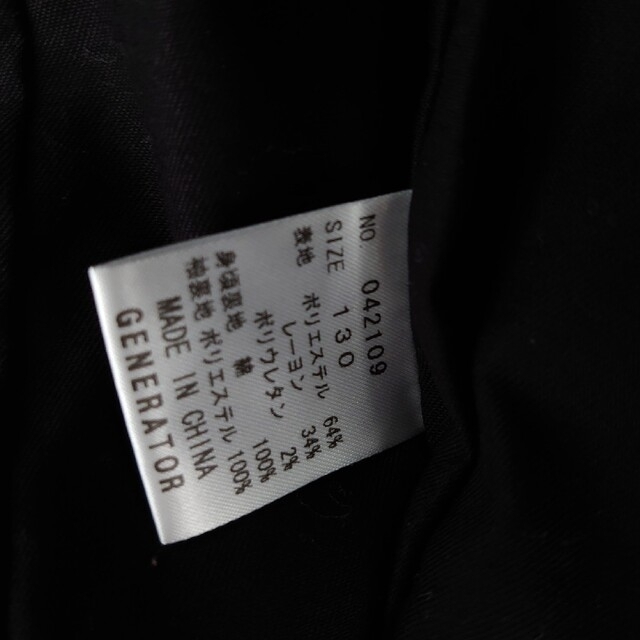 NO. 042109
SIZE 130
表地 ポリエステル 64%
レーヨン 34%
ポリウレタン 2%
身頃裏地 綿 100%
袖裏地 ポリエステル 100%
MADE IN CHINA
GENERATOR